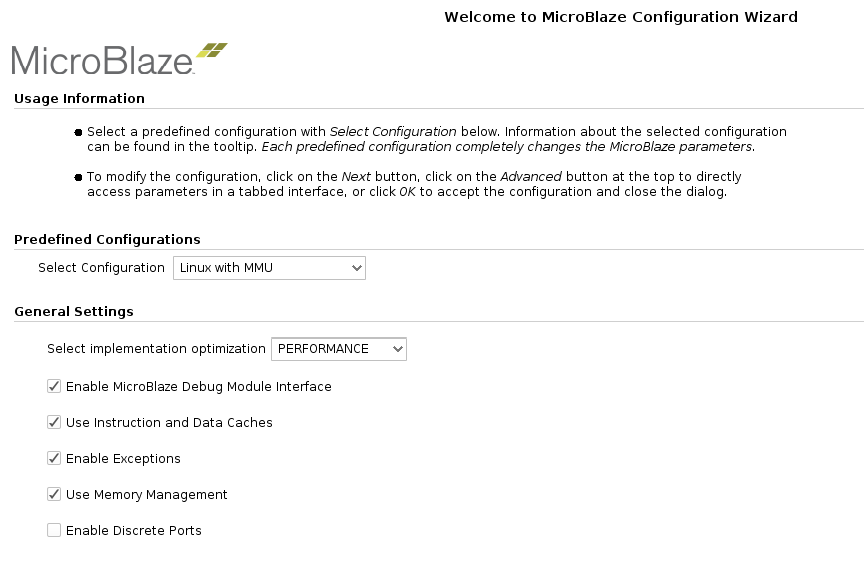 Welcome to MicroBlaze Configuration Wizard
MicroBlaze
Usage Information
Select a predefined configuration with Select Configuration below. Information about the selected configuration
can be found in the tooltip. Each predefined configuration completely changes the MicroBlaze parameters.
To modify the configuration, click on the Next button, click on the Advanced button at the top to directly
access parameters in a tabbed interface, or click OK to accept the configuration and close the dialog.
Predefined Configurations
Select Configuration Linux with MMU
General Settings
Select implementation optimization PERFORMANCE
Enable MicroBlaze Debug Module Interface
Use Instruction and Data Caches
Enable Exceptions
Use Memory Management
Enable Discrete Ports